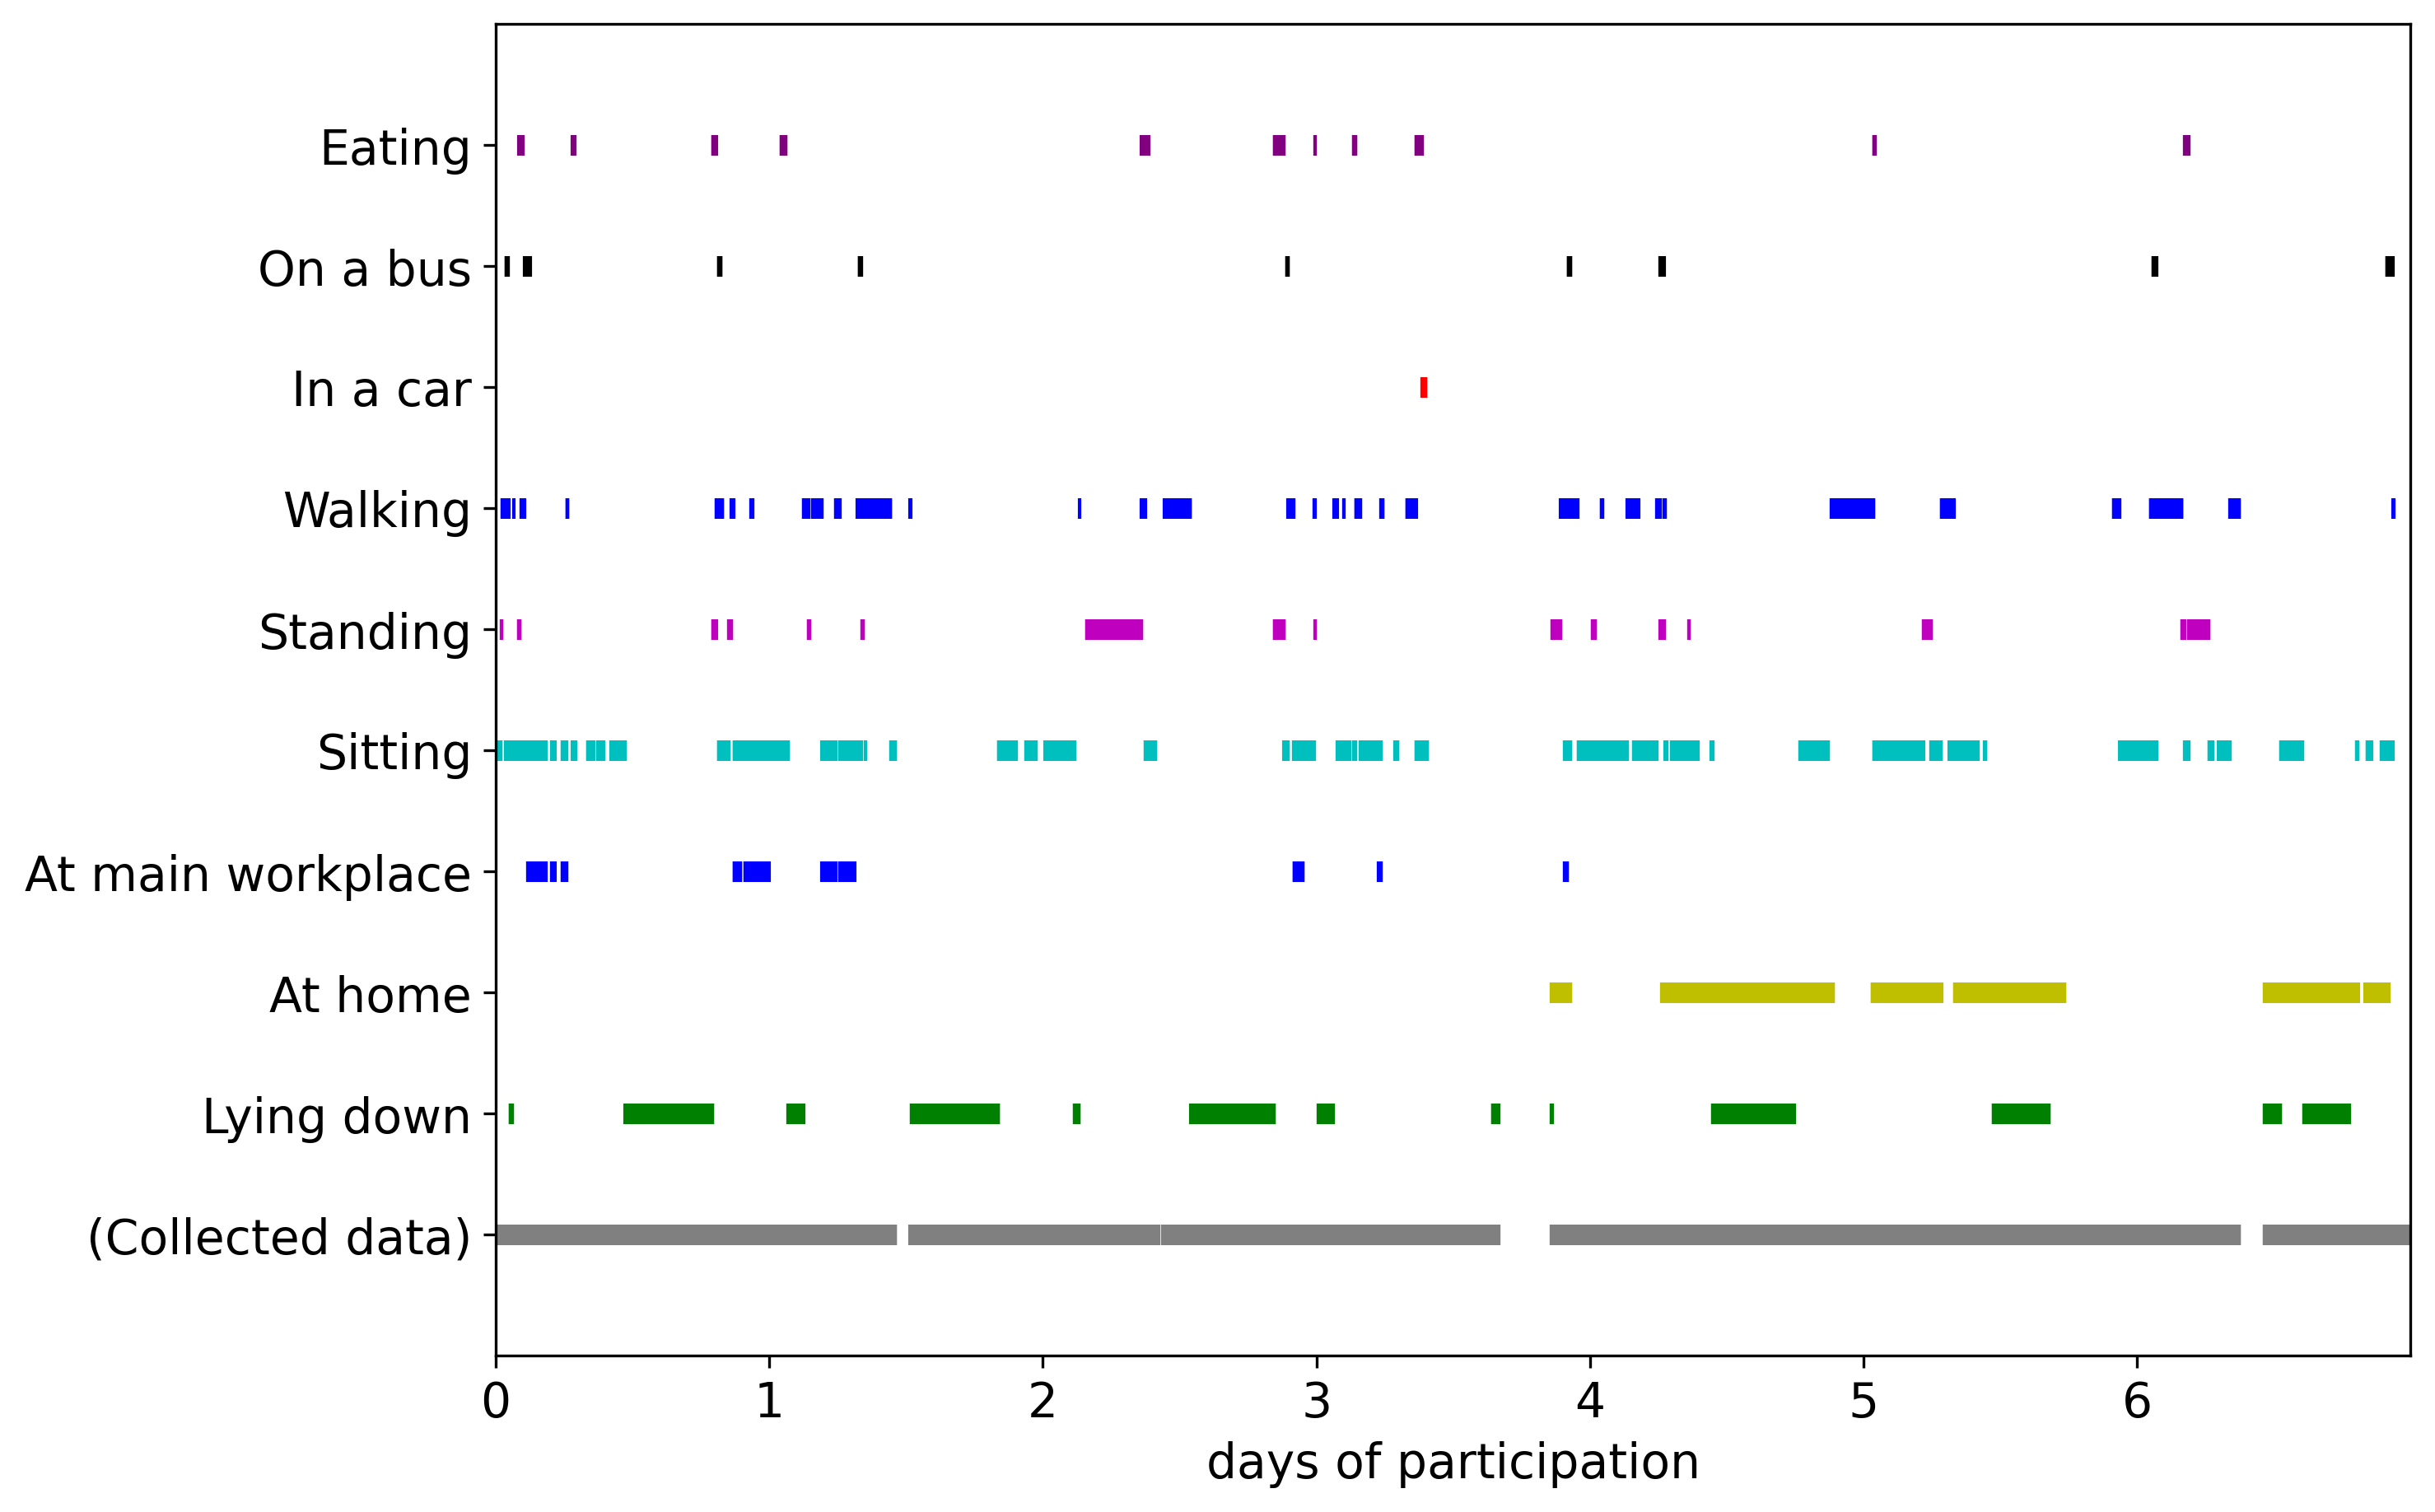 Eating
On a bus
In a car
Walking
Standing
Sitting
At main workplace
At home
Lying down
(Collected data)
0 1 2 3 4 5 6
days of participation